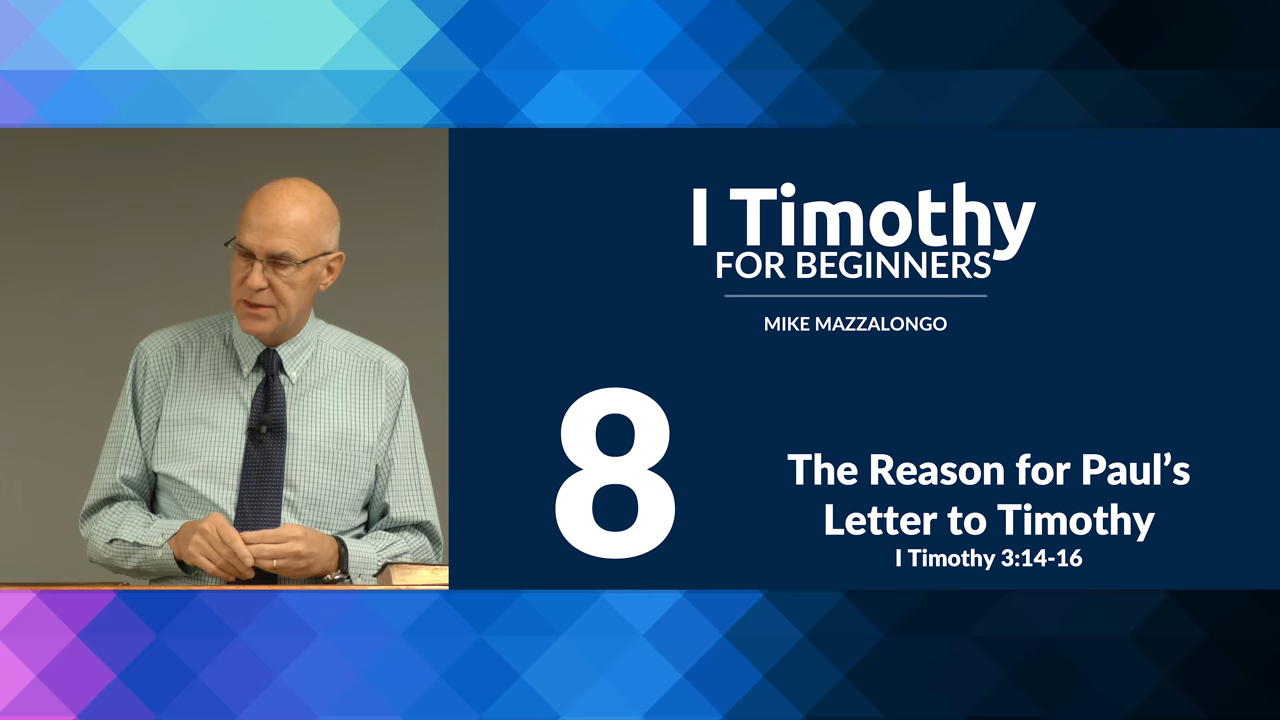 I Timothy
FOR BEGINNERS
MIKE MAZZALONGO
8
The Reason for Paul’s
Letter to Timothy
I Timothy 3:14-16